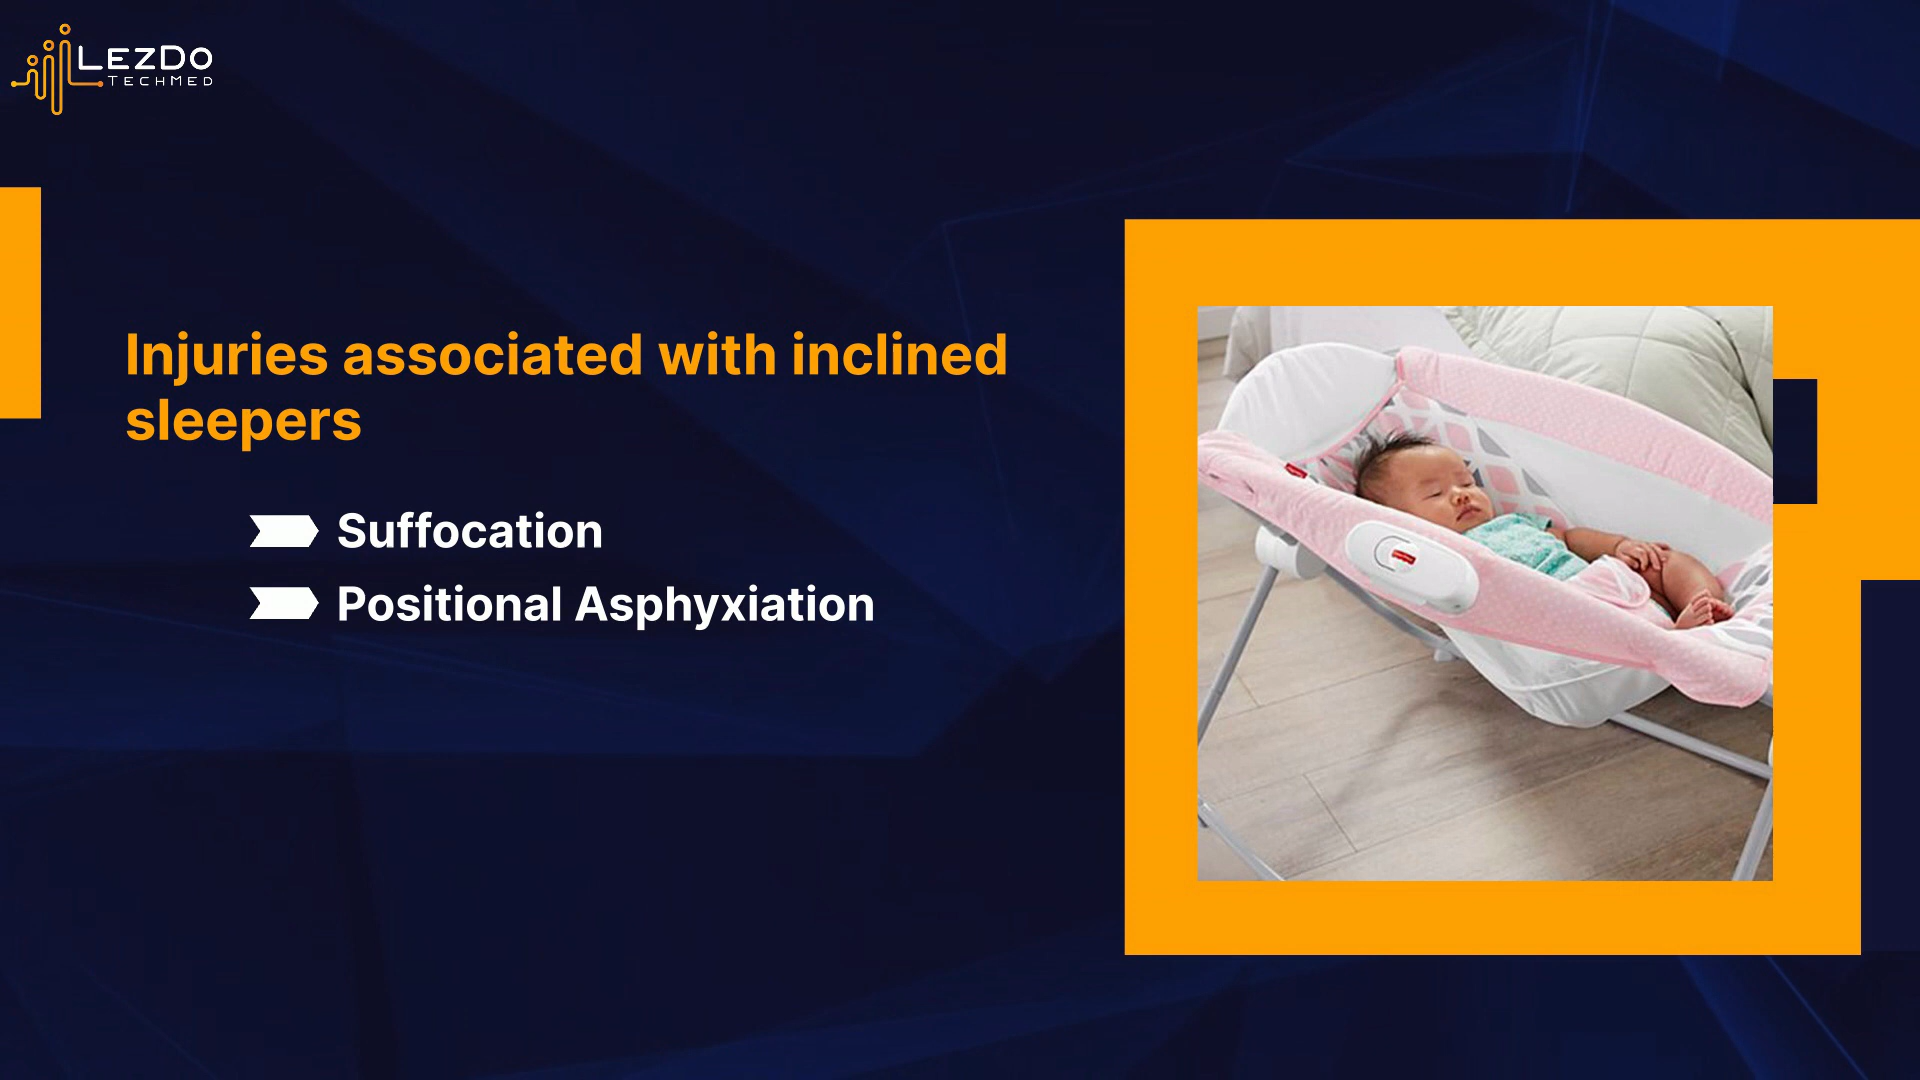 LEZDO
TECHMED
Injuries associated with inclined
sleepers
Suffocation
Positional Asphyxiation